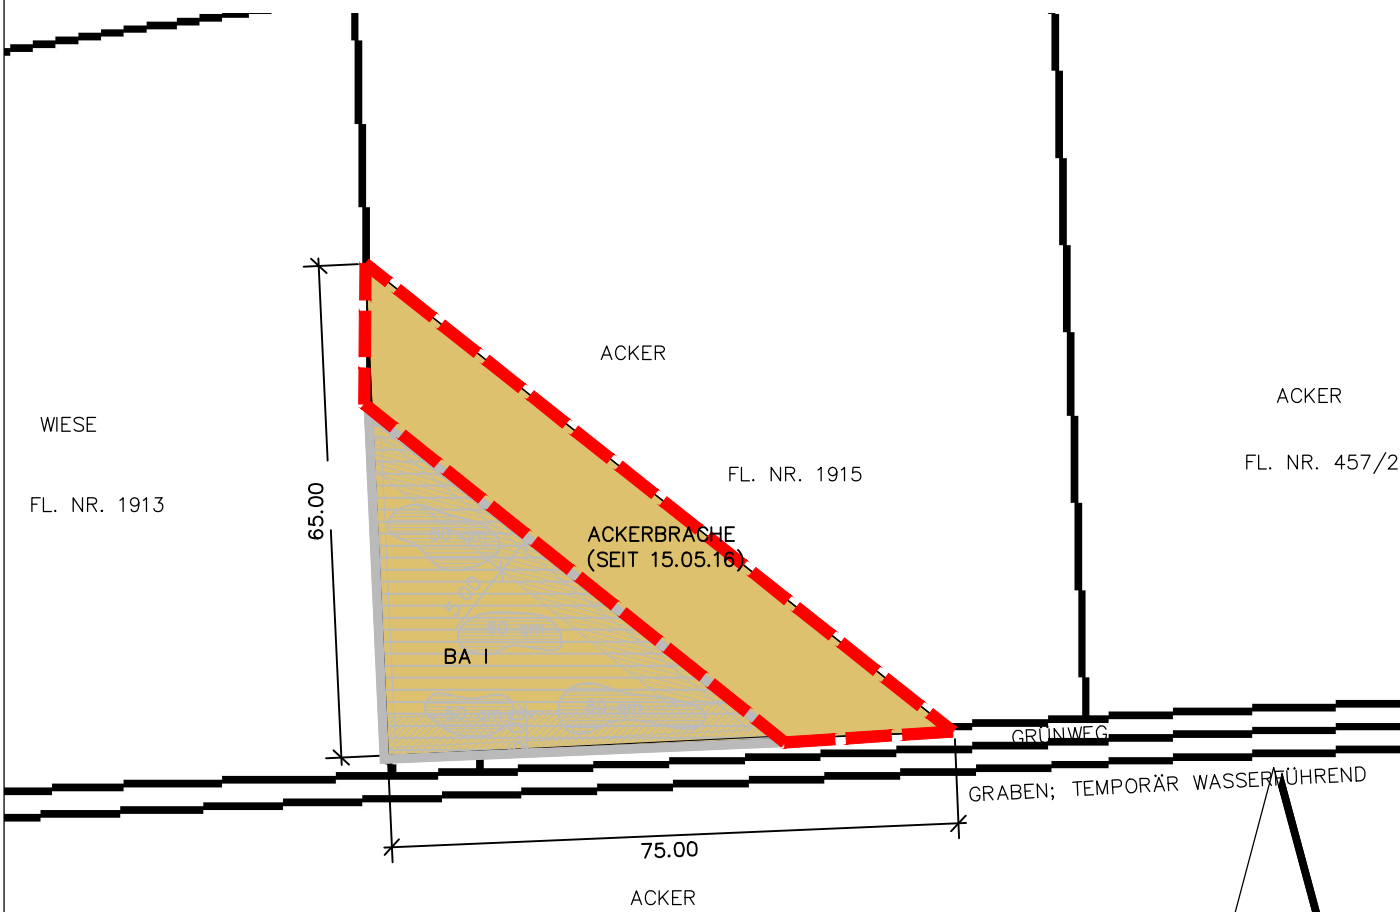 ACKER
ACKER
WIESE
FL. NR. 457/2
FL. NR. 1915
FL. NR. 1913
65.00
ACKERBRACHE
(SEIT 15.05.16)
BA I
GRÜNWEG
GRABEN; TEMPORÄR WASSERFÜHREND
75.00
ACKER